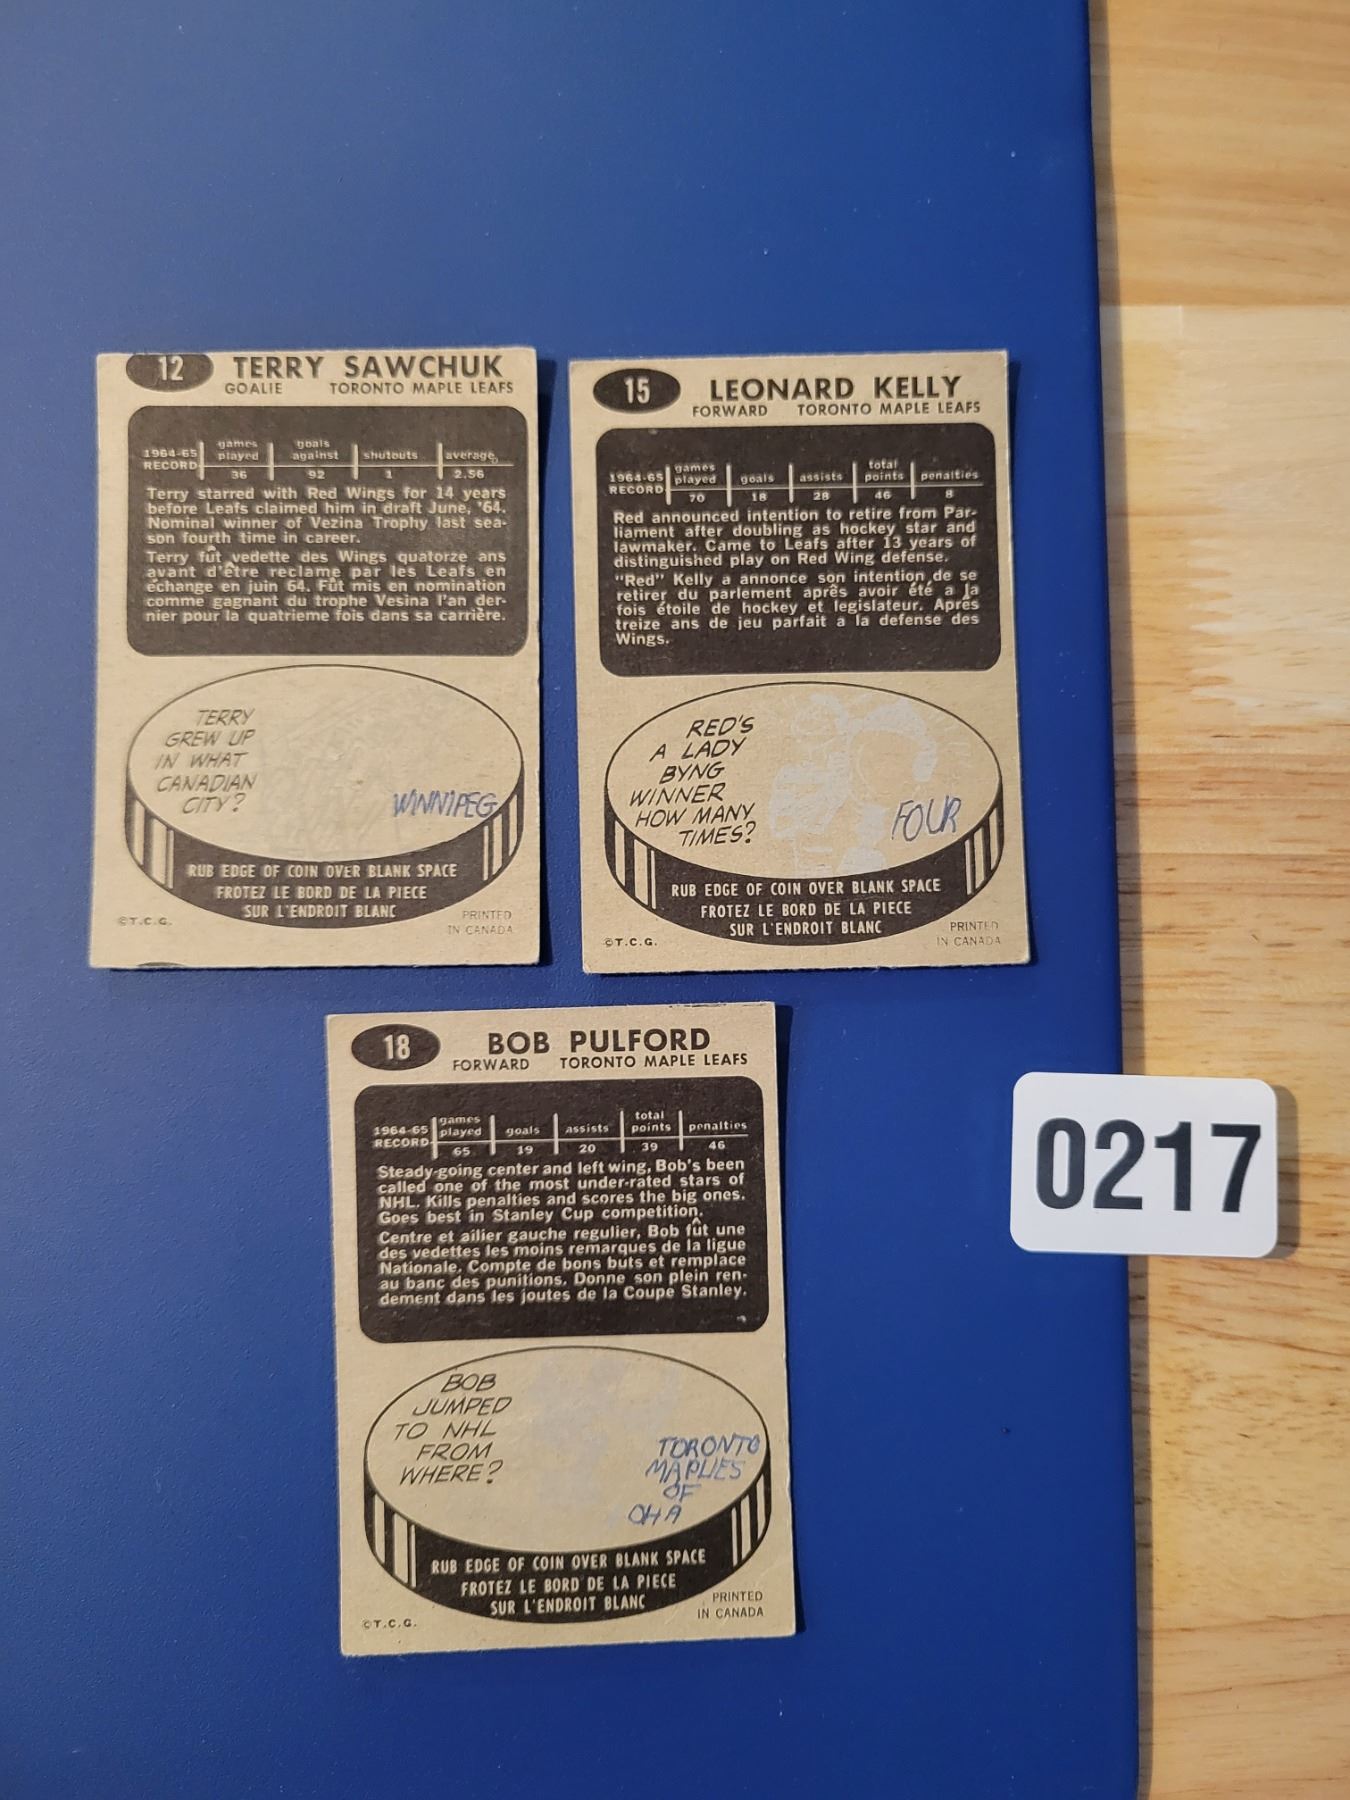 12 TERRY SAWCHUK
GOALIE TORONTO MAPLE LEAFS
1964-65 RECORD
games played goals against shutouts average
36 92 1 2.56
Terry starred with Red Wings for 14 years
before Leafs claimed him in draft June, '64.
Nominal winner of Vezina Trophy last sea-
son fourth time in career.
Terry fût vedette des Wings quatorze ans
avant d'être reclame par les Leafs en
échange en juin 64. Fût mis en nomination
comme gagnant du trophe Vesina l'an der-
nier pour la quatrieme fois dans sa carrière.
TERRY
GREW UP
IN WHAT
CANADIAN
CITY?
WINNIPEG
RUB EDGE OF COIN OVER BLANK SPACE
FROTEZ LE BORD DE LA PIECE
SUR L'ENDROIT BLANC
©T.C.G.
PRINTED
IN CANADA
15 LEONARD KELLY
FORWARD TORONTO MAPLE LEAFS
1964-65 RECORD
games played goals assists total points penalties
70 18 28 46 8
Red announced intention to retire from Par-
liament after doubling as hockey star and
lawmaker. Came to Leafs after 13 years of
distinguished play on Red Wing defense.
"Red" Kelly a annonce son intention de se
retirer du parlement après avoir été a la
fois étoile de hockey et legislateur. Après
treize ans de jeu parfait a la defense des
Wings.
RED'S
A LADY
BYNG
WINNER
HOW MANY
TIMES?
FOUR
RUB EDGE OF COIN OVER BLANK SPACE
FROTEZ LE BORD DE LA PIECE
SUR L'ENDROIT BLANC
©T.C.G.
PRINTED
IN CANADA
18 BOB PULFORD
FORWARD TORONTO MAPLE LEAFS
1964-65 RECORD
games played goals assists total points penalties
65 19 20 39 46
Steady-going center and left wing, Bob's been
called one of the most under-rated stars of
NHL. Kills penalties and scores the big ones.
Goes best in Stanley Cup competition.
Centre et ailier gauche regulier, Bob fût une
des vedettes les moins remarques de la ligue
Nationale. Compte de bons buts et remplace
au banc des punitions. Donne son plein ren-
dement dans les joutes de la Coupe Stanley.
BOB
JUMPED
TO NHL
FROM
WHERE?
TORONTO
MARLIES
OF
OHA
RUB EDGE OF COIN OVER BLANK SPACE
FROTEZ LE BORD DE LA PIECE
SUR L'ENDROIT BLANC
©T.C.G.
PRINTED
IN CANADA
0217